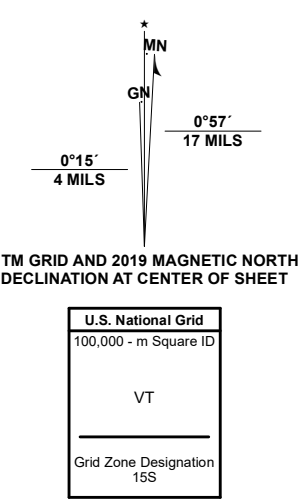 ★
MN
GN
0°57´
17 MILS
0°15´
4 MILS
TM GRID AND 2019 MAGNETIC NORTH
DECLINATION AT CENTER OF SHEET
U.S. National Grid
100,000 - m Square ID
VT
Grid Zone Designation
15S